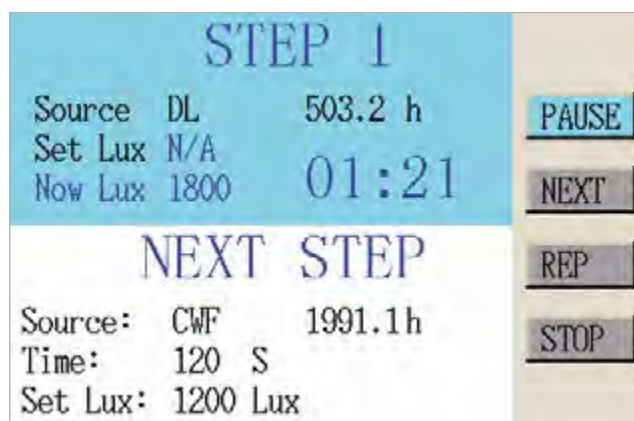 STEP 1
Source DL 503.2 h
Set Lux N/A
Now Lux 1800 01:21
NEXT STEP
Source: CWF 1991.1h
Time: 120 S
Set Lux: 1200 Lux
PAUSE
NEXT
REP
STOP